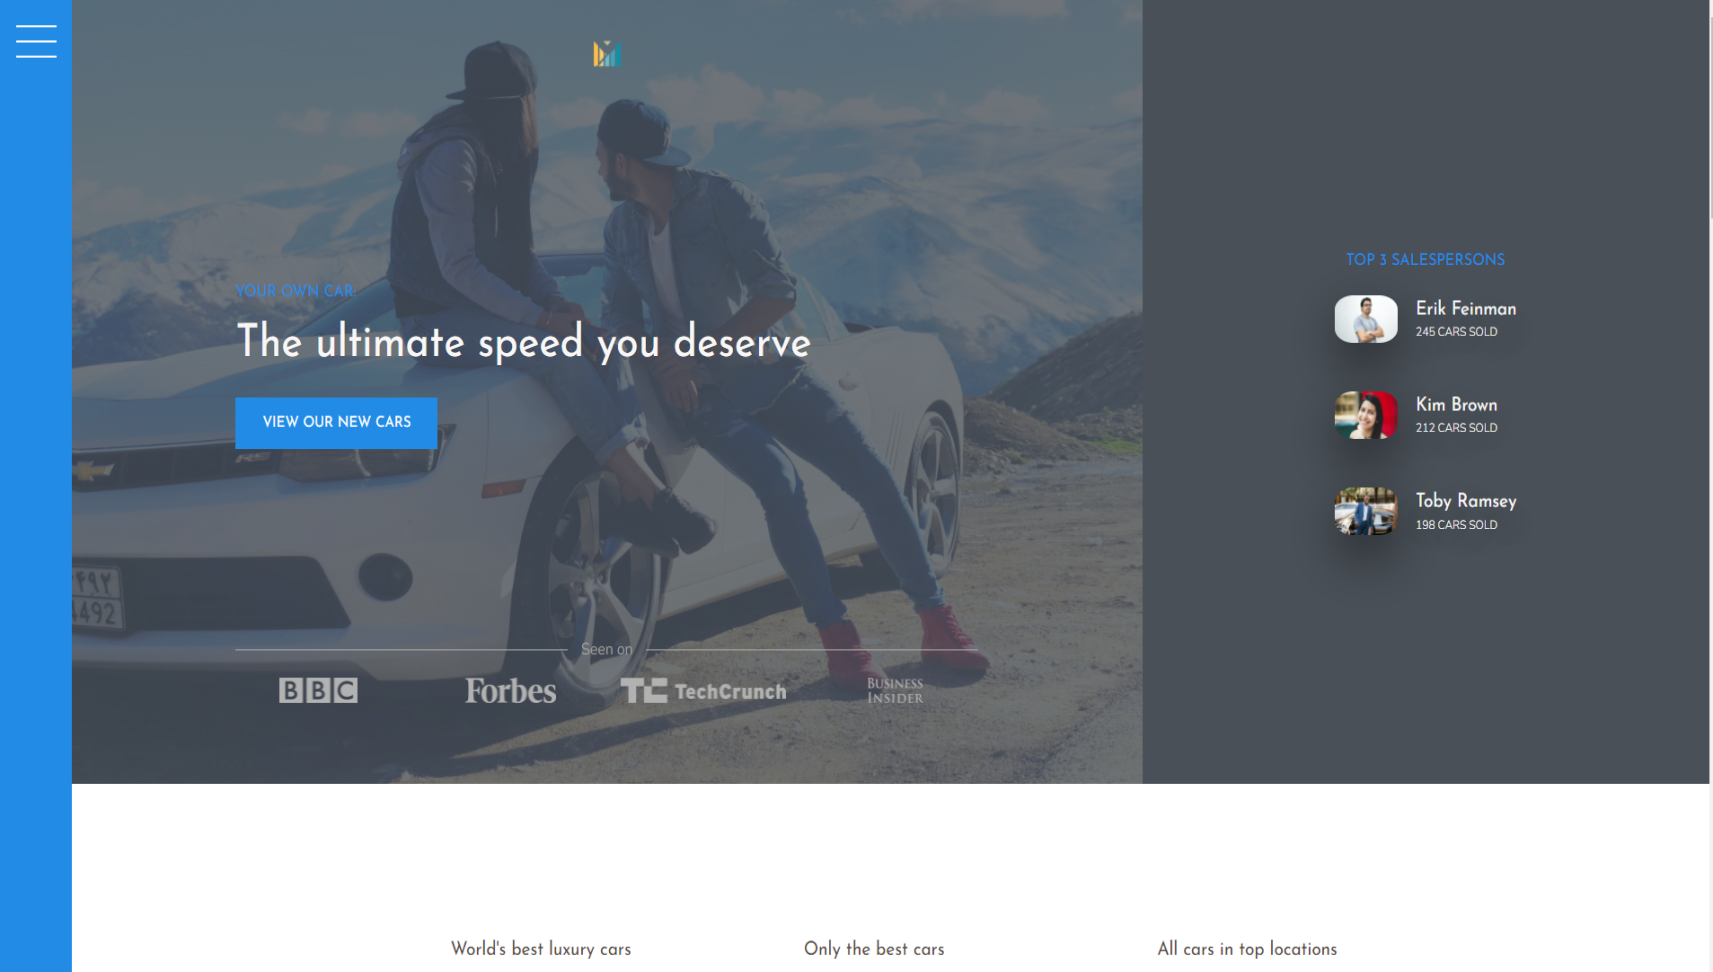 YOUR OWN CAR:
The ultimate speed you deserve
VIEW OUR NEW CARS
Seen on
BBC
Forbes
TC TechCrunch
BUSINESS
INSIDER
TOP 3 SALESPERSONS
Erik Feinman
245 CARS SOLD
Kim Brown
212 CARS SOLD
Toby Ramsey
198 CARS SOLD
World's best luxury cars
Only the best cars
All cars in top locations